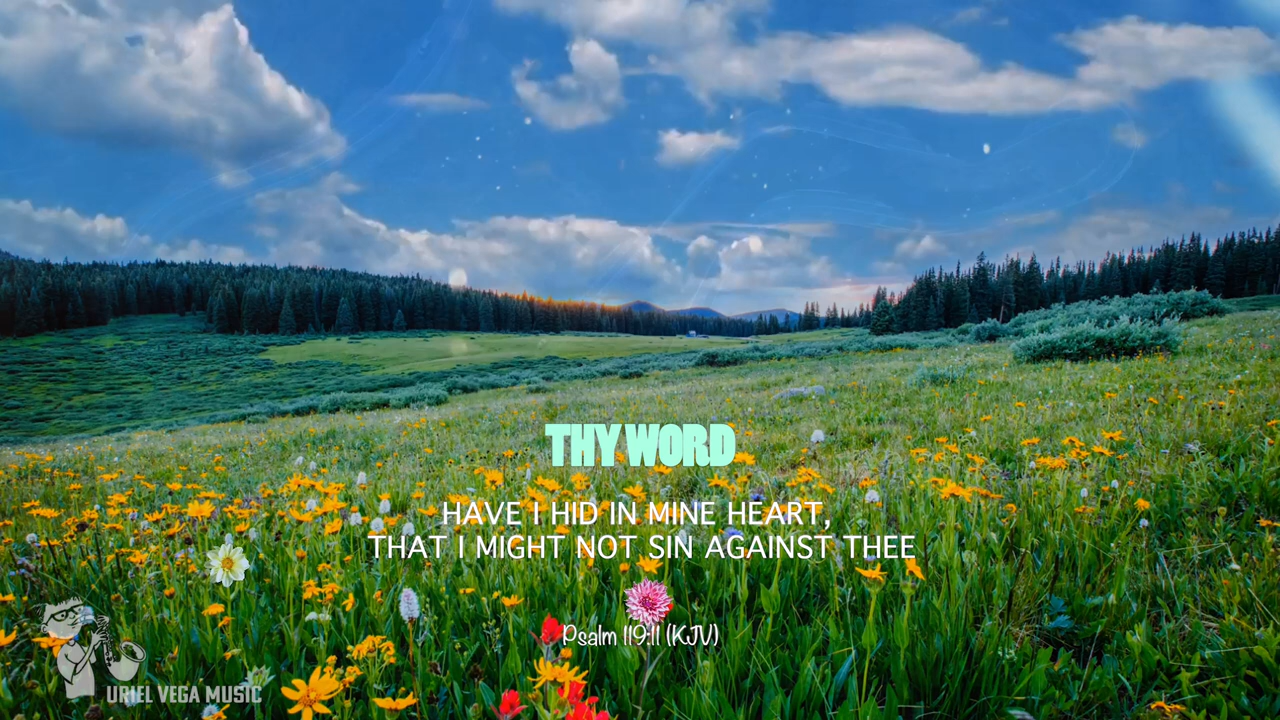 THY WORD
HAVE I HID IN MINE HEART,
THAT I MIGHT NOT SIN AGAINST THEE
Psalm 119:11 (KJV)
URIEL VEGA MUSIC